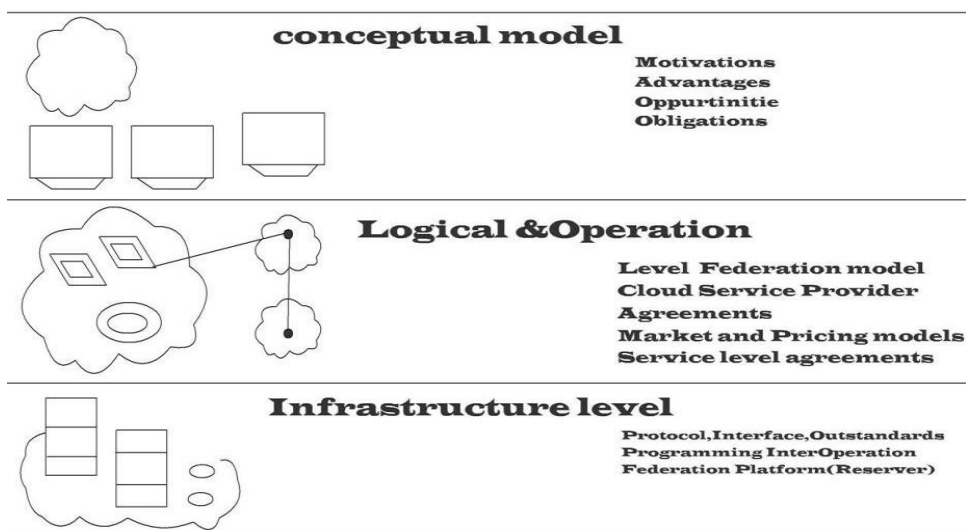 conceptual model
Motivations
Advantages
Oppurtinitie
Obligations
Logical &Operation
Level Federation model
Cloud Service Provider
Agreements
Market and Pricing models
Service level agreements
Infrastructure level
Protocol,Interface,Outstandards
Programming InterOperation
Federation Platform(Reserver)